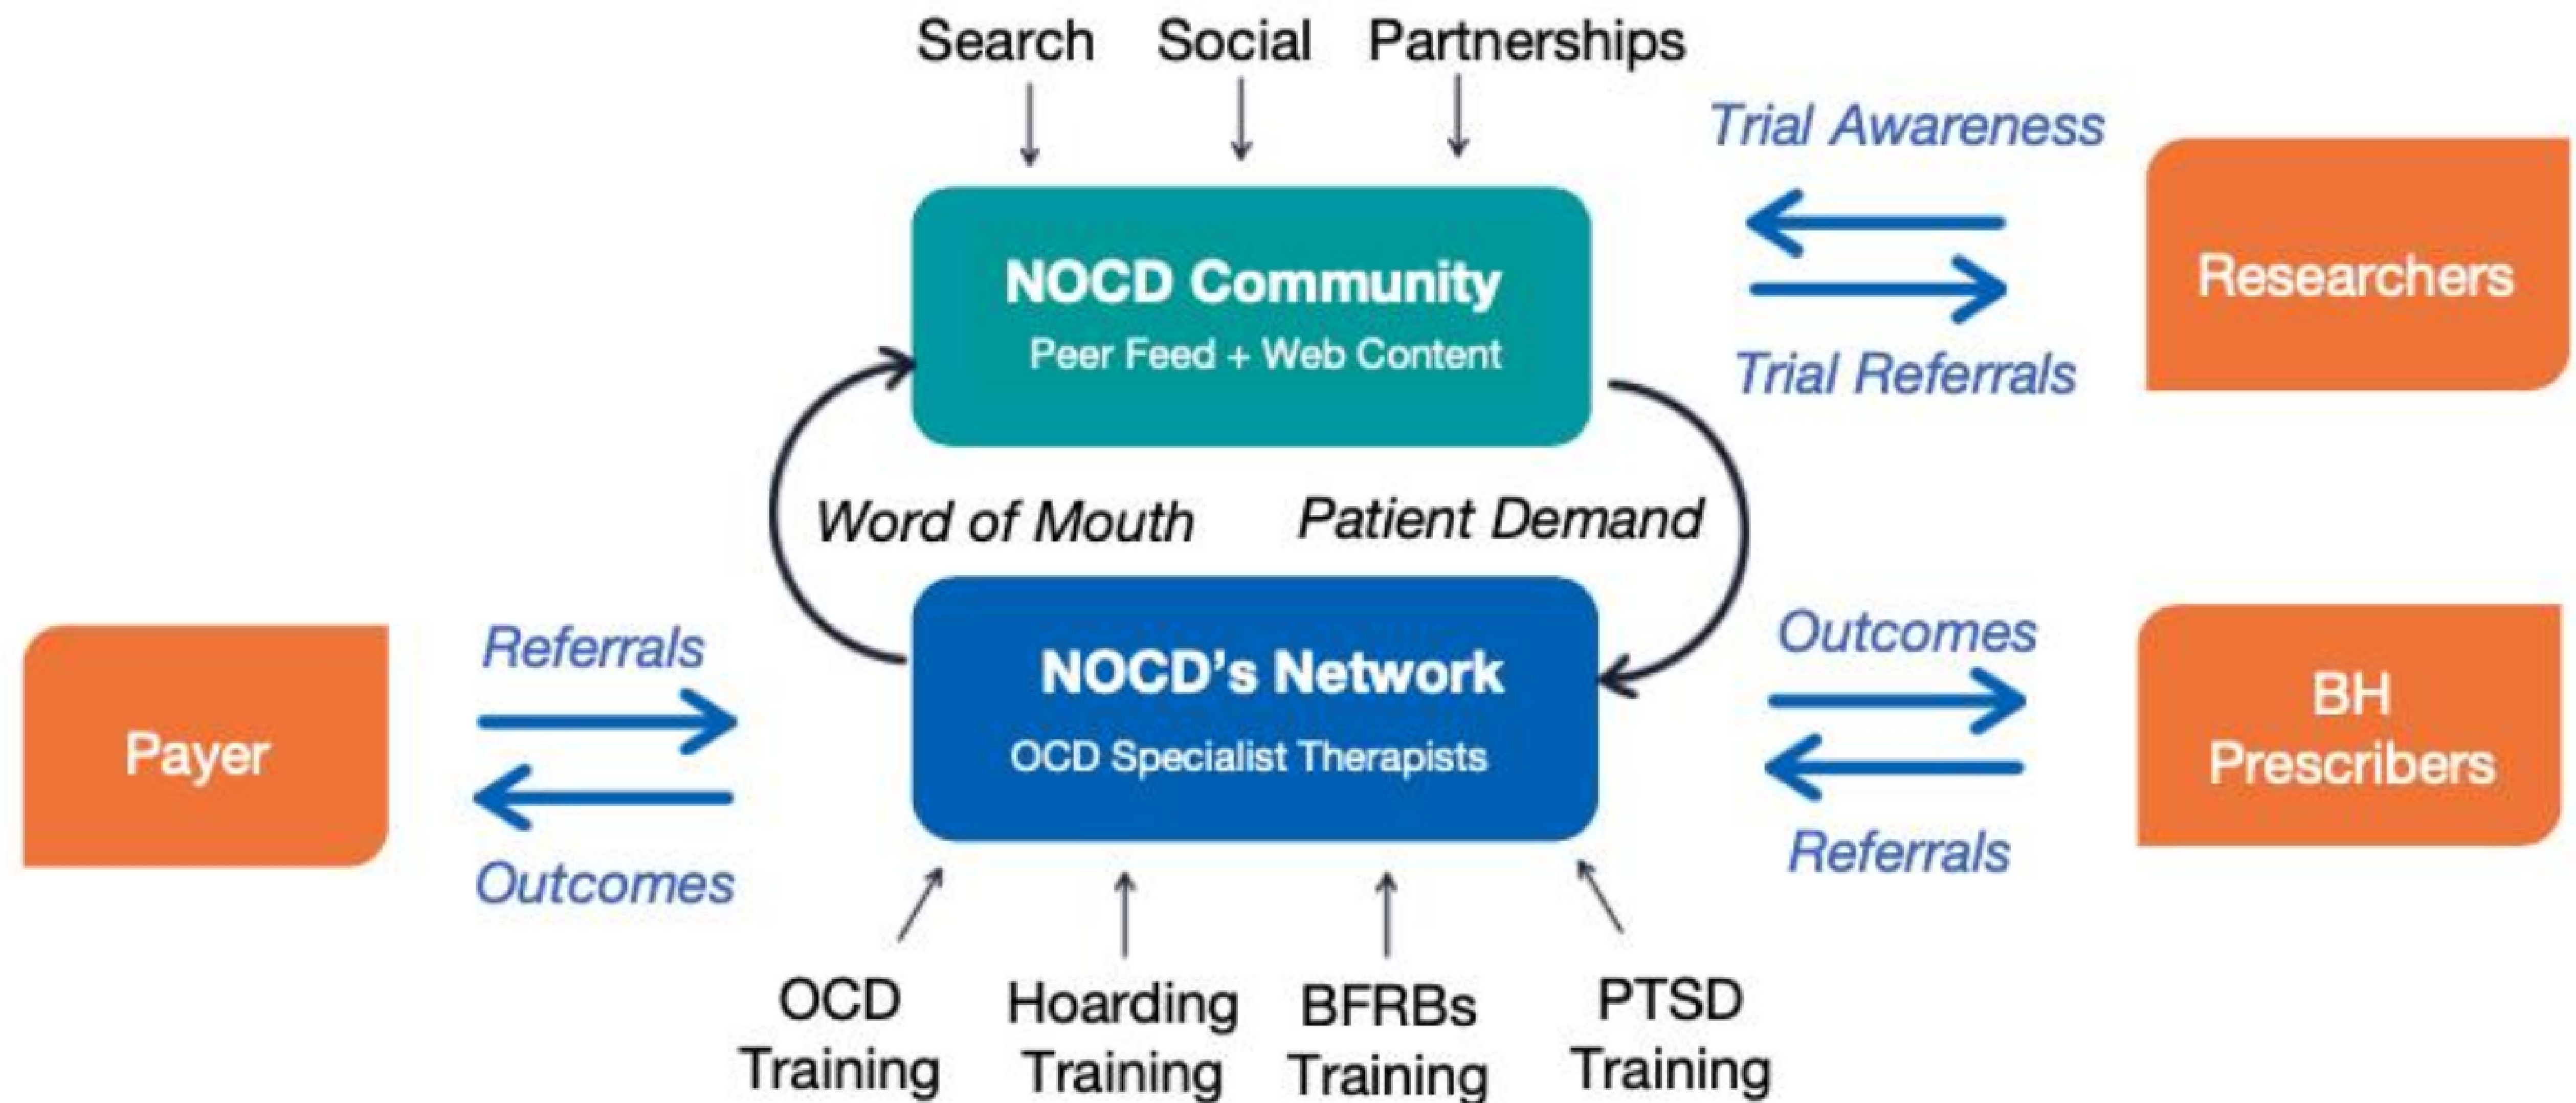 Search Social Partnerships
Trial Awareness
NOCD Community
Peer Feed + Web Content
Researchers
Trial Referrals
Word of Mouth Patient Demand
Referrals
Payer
Outcomes
NOCD's Network
OCD Specialist Therapists
Outcomes
BH
Prescribers
Referrals
OCD
Training
Hoarding
Training
BFRBs
Training
PTSD
Training